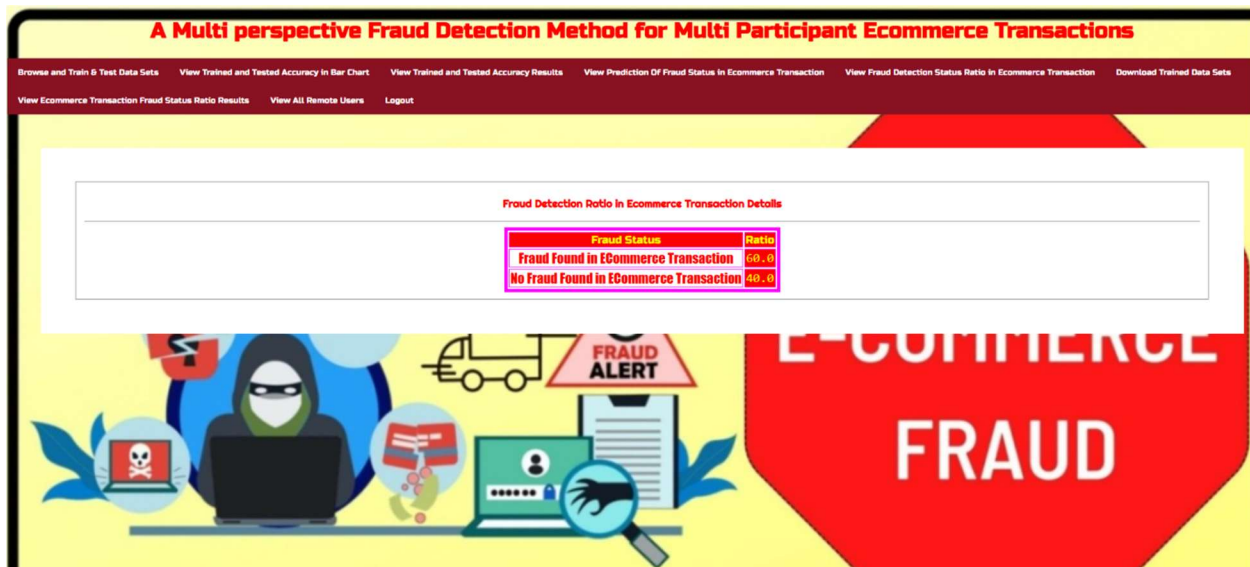 A Multi perspective Fraud Detection Method for Multi Participant Ecommerce Transactions
Browse and Train & Test Data Sets View Trained and Tested Accuracy in Bar Chart View Trained and Tested Accuracy Results View Prediction Of Fraud Status in Ecommerce Transaction View Fraud Detection Status Ratio in Ecommerce Transaction Download Trained Data Sets
View Ecommerce Transaction Fraud Status Ratio Results View All Remote Users Logout
Fraud Detection Ratio in Ecommerce Transaction Details
Fraud Status Ratio
Fraud Found in ECommerce Transaction 60.0
No Fraud Found in ECommerce Transaction 40.0
E-COMMERCE
FRAUD
FRAUD
ALERT